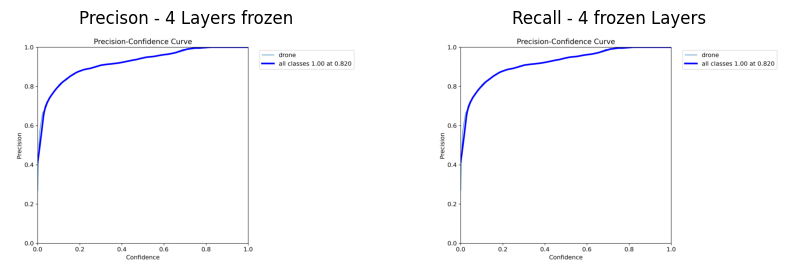 Precison - 4 Layers frozen
Precision-Confidence Curve
1.0
0.8
0.6
0.4
0.2
0.0
Precision
0.0 0.2 0.4 0.6 0.8 1.0
Confidence
drone
all classes 1.00 at 0.820
Recall - 4 frozen Layers
Precision-Confidence Curve
1.0
0.8
0.6
0.4
0.2
0.0
Precision
0.0 0.2 0.4 0.6 0.8 1.0
Confidence
drone
all classes 1.00 at 0.820